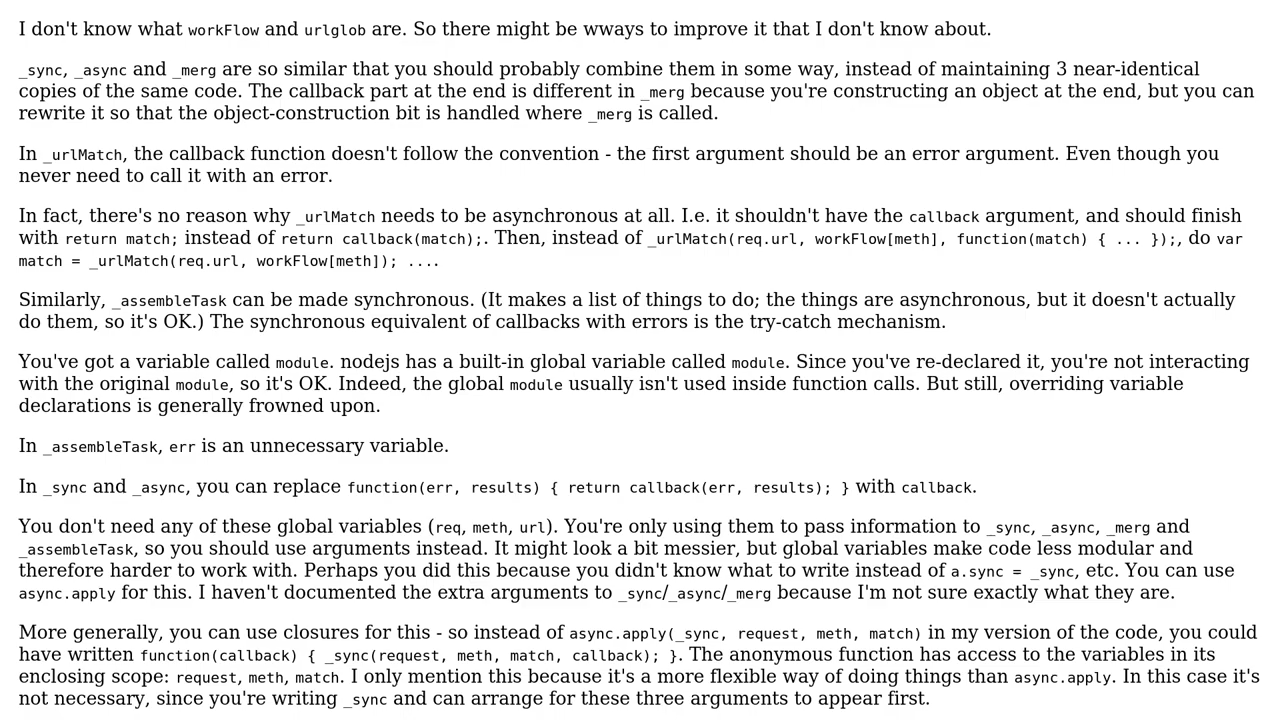 I don't know what workFlow and urlglob are. So there might be wways to improve it that I don't know about.
_sync, _async and _merg are so similar that you should probably combine them in some way, instead of maintaining 3 near-identical
copies of the same code. The callback part at the end is different in _merg because you're constructing an object at the end, but you can
rewrite it so that the object-construction bit is handled where _merg is called.
In _urlMatch, the callback function doesn't follow the convention - the first argument should be an error argument. Even though you
never need to call it with an error.
In fact, there's no reason why _urlMatch needs to be asynchronous at all. I.e. it shouldn't have the callback argument, and should finish
with return match; instead of return callback(match);. Then, instead of _urlMatch(req.url, workFlow[meth], function(match) { ... });, do var
match = _urlMatch(req.url, workFlow[meth]); ....
Similarly, _assembleTask can be made synchronous. (It makes a list of things to do; the things are asynchronous, but it doesn't actually
do them, so it's OK.) The synchronous equivalent of callbacks with errors is the try-catch mechanism.
You've got a variable called module. nodejs has a built-in global variable called module. Since you've re-declared it, you're not interacting
with the original module, so it's OK. Indeed, the global module usually isn't used inside function calls. But still, overriding variable
declarations is generally frowned upon.
In _assembleTask, err is an unnecessary variable.
In _sync and _async, you can replace function(err, results) { return callback(err, results); } with callback.
You don't need any of these global variables (req, meth, url). You're only using them to pass information to _sync, _async, _merg and
_assembleTask, so you should use arguments instead. It might look a bit messier, but global variables make code less modular and
therefore harder to work with. Perhaps you did this because you didn't know what to write instead of a.sync = _sync, etc. You can use
async.apply for this. I haven't documented the extra arguments to _sync/_async/_merg because I'm not sure exactly what they are.
More generally, you can use closures for this - so instead of async.apply(_sync, request, meth, match) in my version of the code, you could
have written function(callback) { _sync(request, meth, match, callback); }. The anonymous function has access to the variables in its
enclosing scope: request, meth, match. I only mention this because it's a more flexible way of doing things than async.apply. In this case it's
not necessary, since you're writing _sync and can arrange for these three arguments to appear first.